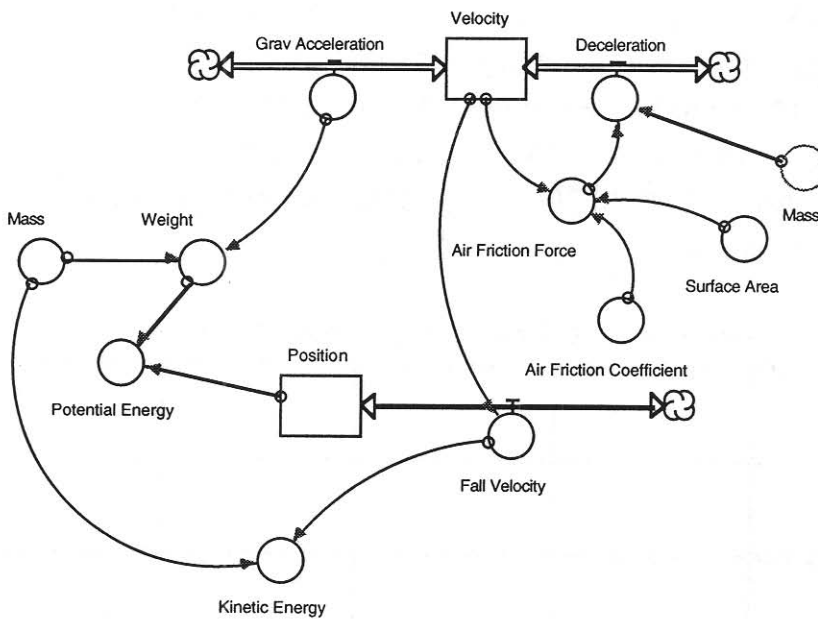 Velocity
Grav Acceleration
Deceleration
Mass
Weight
Mass
Air Friction Force
Surface Area
Position
Air Friction Coefficient
Potential Energy
Fall Velocity
Kinetic Energy